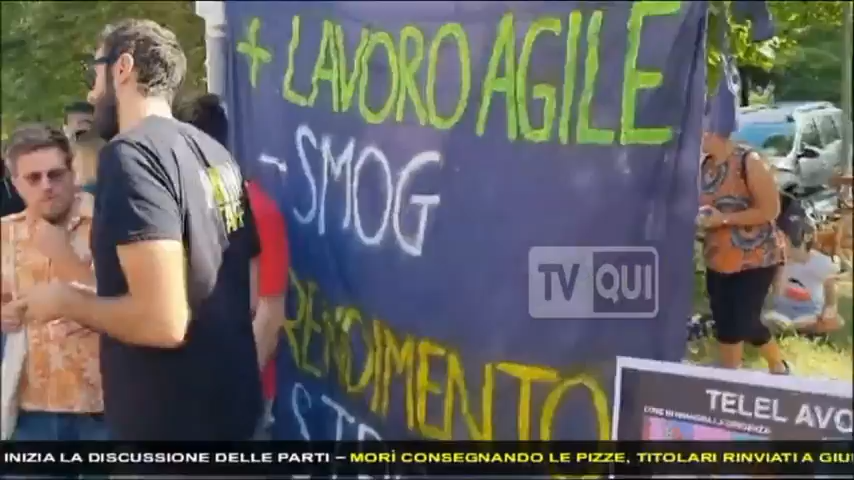 + LAVORO AGILE
- SMOG
TV QUI
RENDIMENTO
TELEL AVO
INIZIA LA DISCUSSIONE DELLE PARTI – MORÌ CONSEGNANDO LE PIZZE, TITOLARI RINVIATI A GIU